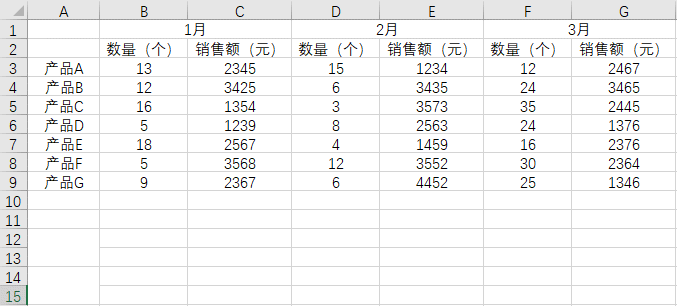 A B C D E F G
1 1月 2月 3月
2 数量（个） 销售额（元） 数量（个） 销售额（元） 数量（个） 销售额（元）
3 产品A 13 2345 15 1234 12 2467
4 产品B 12 3425 6 3435 24 3465
5 产品C 16 1354 3 3573 35 2445
6 产品D 5 1239 8 2563 24 1376
7 产品E 18 2567 4 1459 16 2376
8 产品F 5 3568 12 3552 30 2364
9 产品G 9 2367 6 4452 25 1346
10
11
12
13
14
15